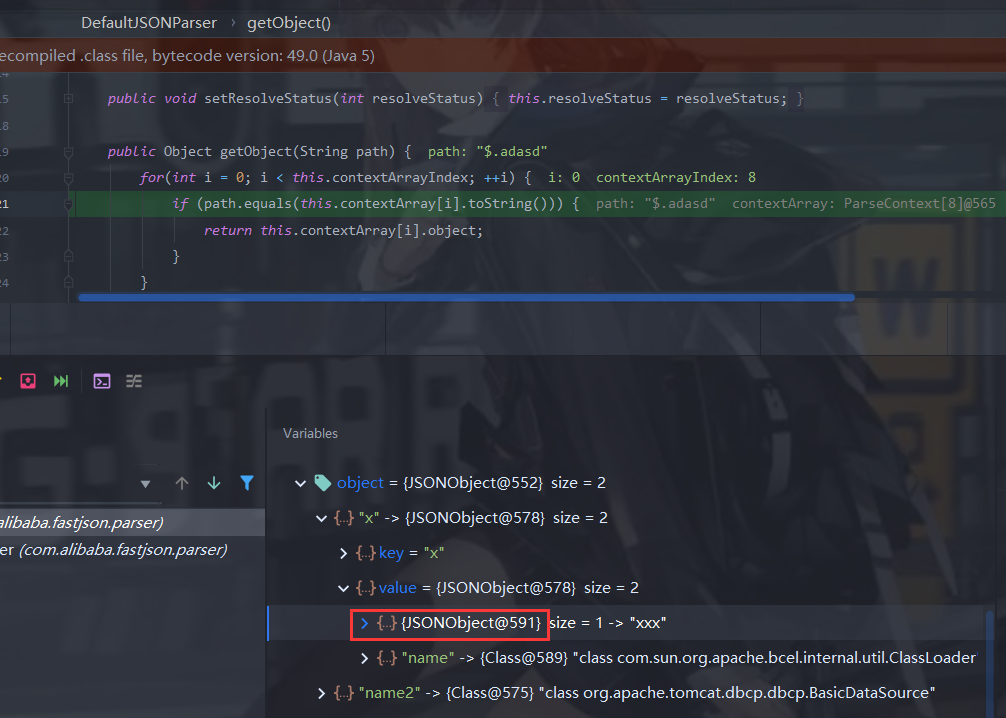 DefaultJSONParser › getObject()
ecompiled .class file, bytecode version: 49.0 (Java 5)
5 public void setResolveStatus(int resolveStatus) { this.resolveStatus = resolveStatus; }
8
9 public Object getObject(String path) { path: "$.adasd"
20 for(int i = 0; i < this.contextArrayIndex; ++i) { i: 0 contextArrayIndex: 8
21 if (path.equals(this.contextArray[i].toString())) { path: "$.adasd" contextArray: ParseContext[8]@565
22 return this.contextArray[i].object;
23 }
24 }
Variables
object = {JSONObject@552} size = 2
"x" -> {JSONObject@578} size = 2
key = "x"
value = {JSONObject@578} size = 2
{JSONObject@591} size = 1 -> "xxx"
"name" -> {Class@589} "class com.sun.org.apache.bcel.internal.util.ClassLoader
"name2" -> {Class@575} "class org.apache.tomcat.dbcp.dbcp.BasicDataSource"
alibaba.fastjson.parser)
er (com.alibaba.fastjson.parser)